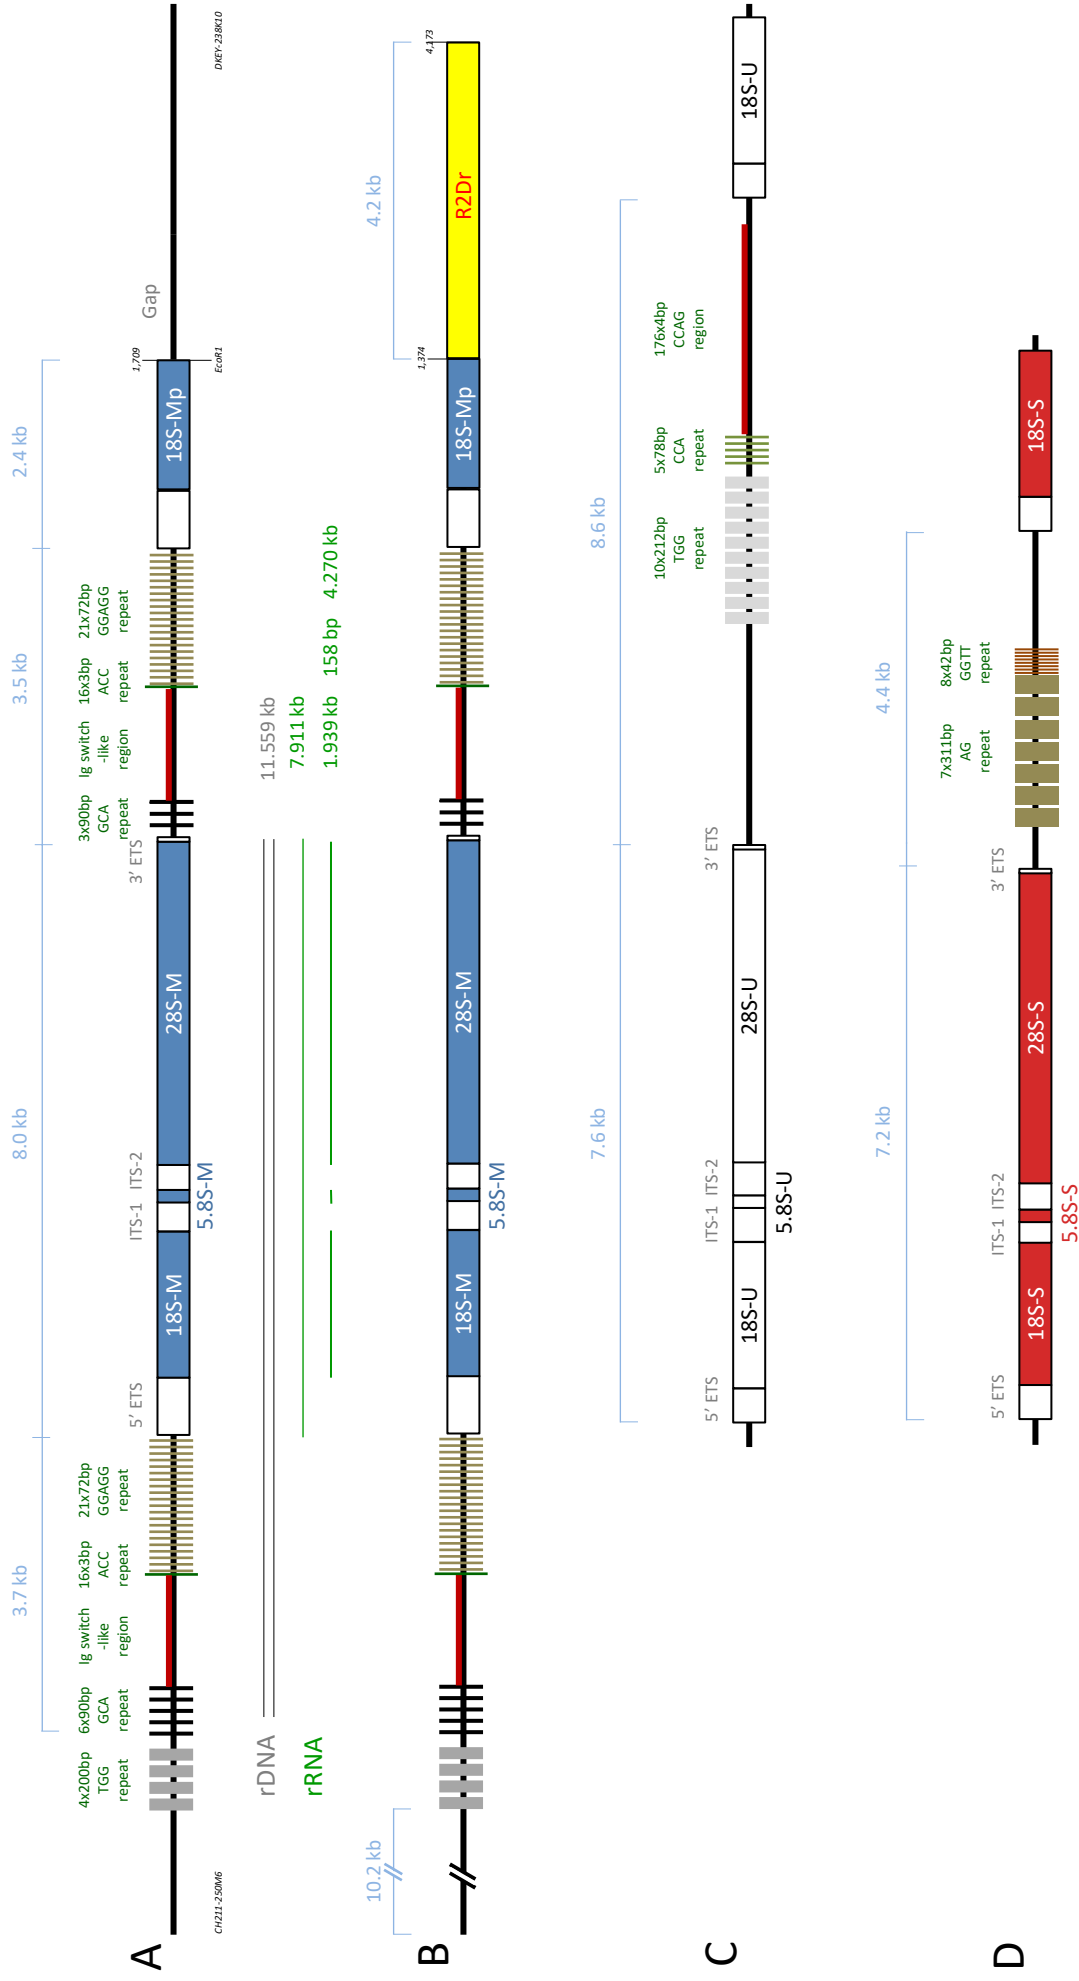 A
3.7 kb
8.0 kb
3.5 kb
2.4 kb
4x200bp
TGG
repeat
6x90bp
GCA
repeat
Ig switch
-like
region
16x3bp
ACC
repeat
21x72bp
GGAGG
repeat
5’ ETS
ITS-1
ITS-2
3’ ETS
3x90bp
GCA
repeat
Ig switch
-like
region
16x3bp
ACC
repeat
21x72bp
GGAGG
repeat
1,709
Gap
18S-M
28S-M
18S-Mp
5.8S-M
CH211-250M6
EcoR1
DKEY-238K10
rDNA
11.559 kb
rRNA
7.911 kb
1.939 kb 158 bp 4.270 kb
B
10.2 kb
4.2 kb
1,374
4,173
18S-M
28S-M
18S-Mp
R2Dr
5.8S-M
C
7.6 kb
8.6 kb
10x212bp
TGG
repeat
5x78bp
CCA
repeat
176x4bp
CCAG
region
5’ ETS
ITS-1
ITS-2
3’ ETS
18S-U
28S-U
18S-U
5.8S-U
D
7.2 kb
4.4 kb
7x311bp
AG
repeat
8x42bp
GGTT
repeat
5’ ETS
ITS-1
ITS-2
3’ ETS
18S-S
28S-S
18S-S
5.8S-S